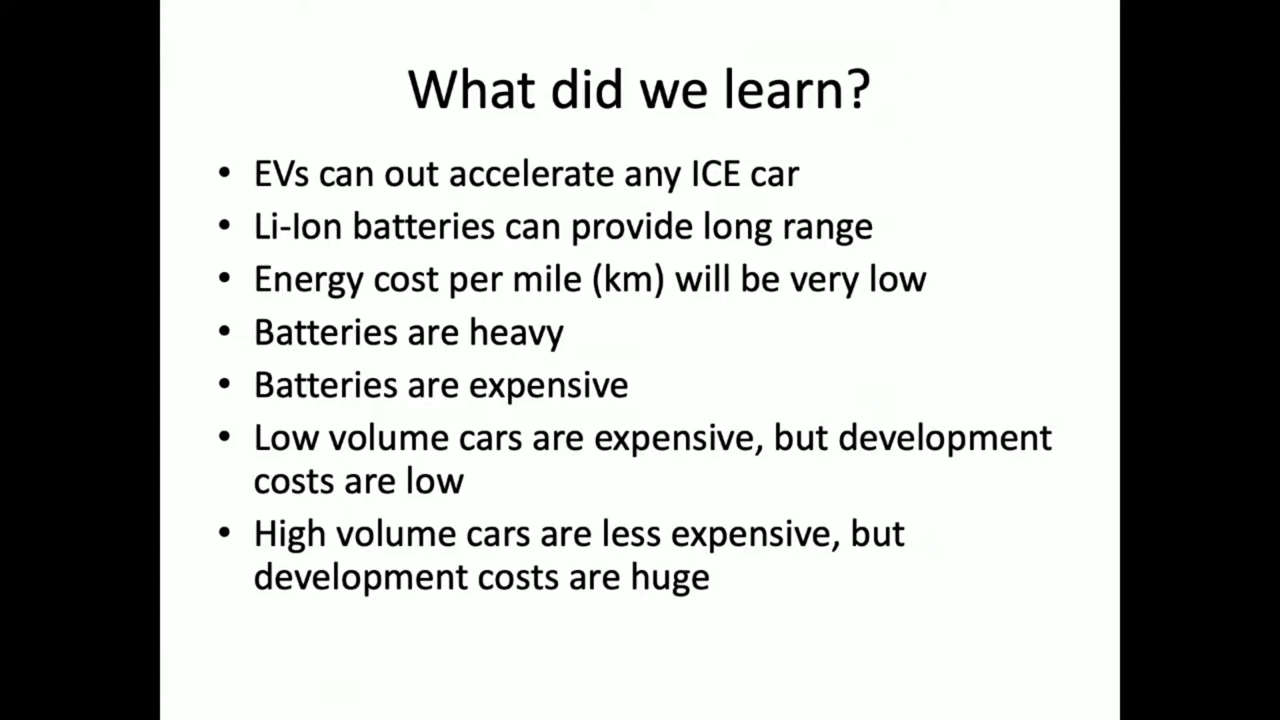 What did we learn?
• EVs can out accelerate any ICE car
• Li-Ion batteries can provide long range
• Energy cost per mile (km) will be very low
• Batteries are heavy
• Batteries are expensive
• Low volume cars are expensive, but development
costs are low
• High volume cars are less expensive, but
development costs are huge